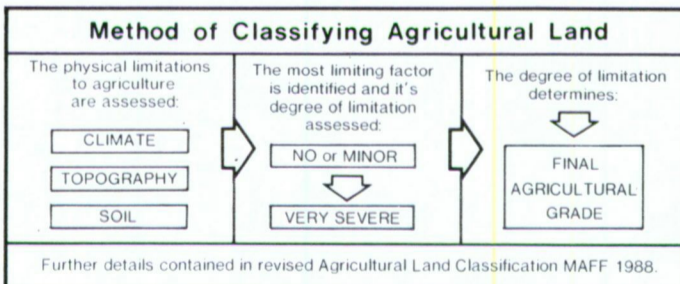 Method of Classifying Agricultural Land
The physical limitations
to agriculture
are assessed:
CLIMATE
TOPOGRAPHY
SOIL
The most limiting factor
is identified and it's
degree of limitation
assessed:
NO or MINOR
VERY SEVERE
The degree of limitation
determines:
FINAL
AGRICULTURAL
GRADE
Further details contained in revised Agricultural Land Classification MAFF 1988.